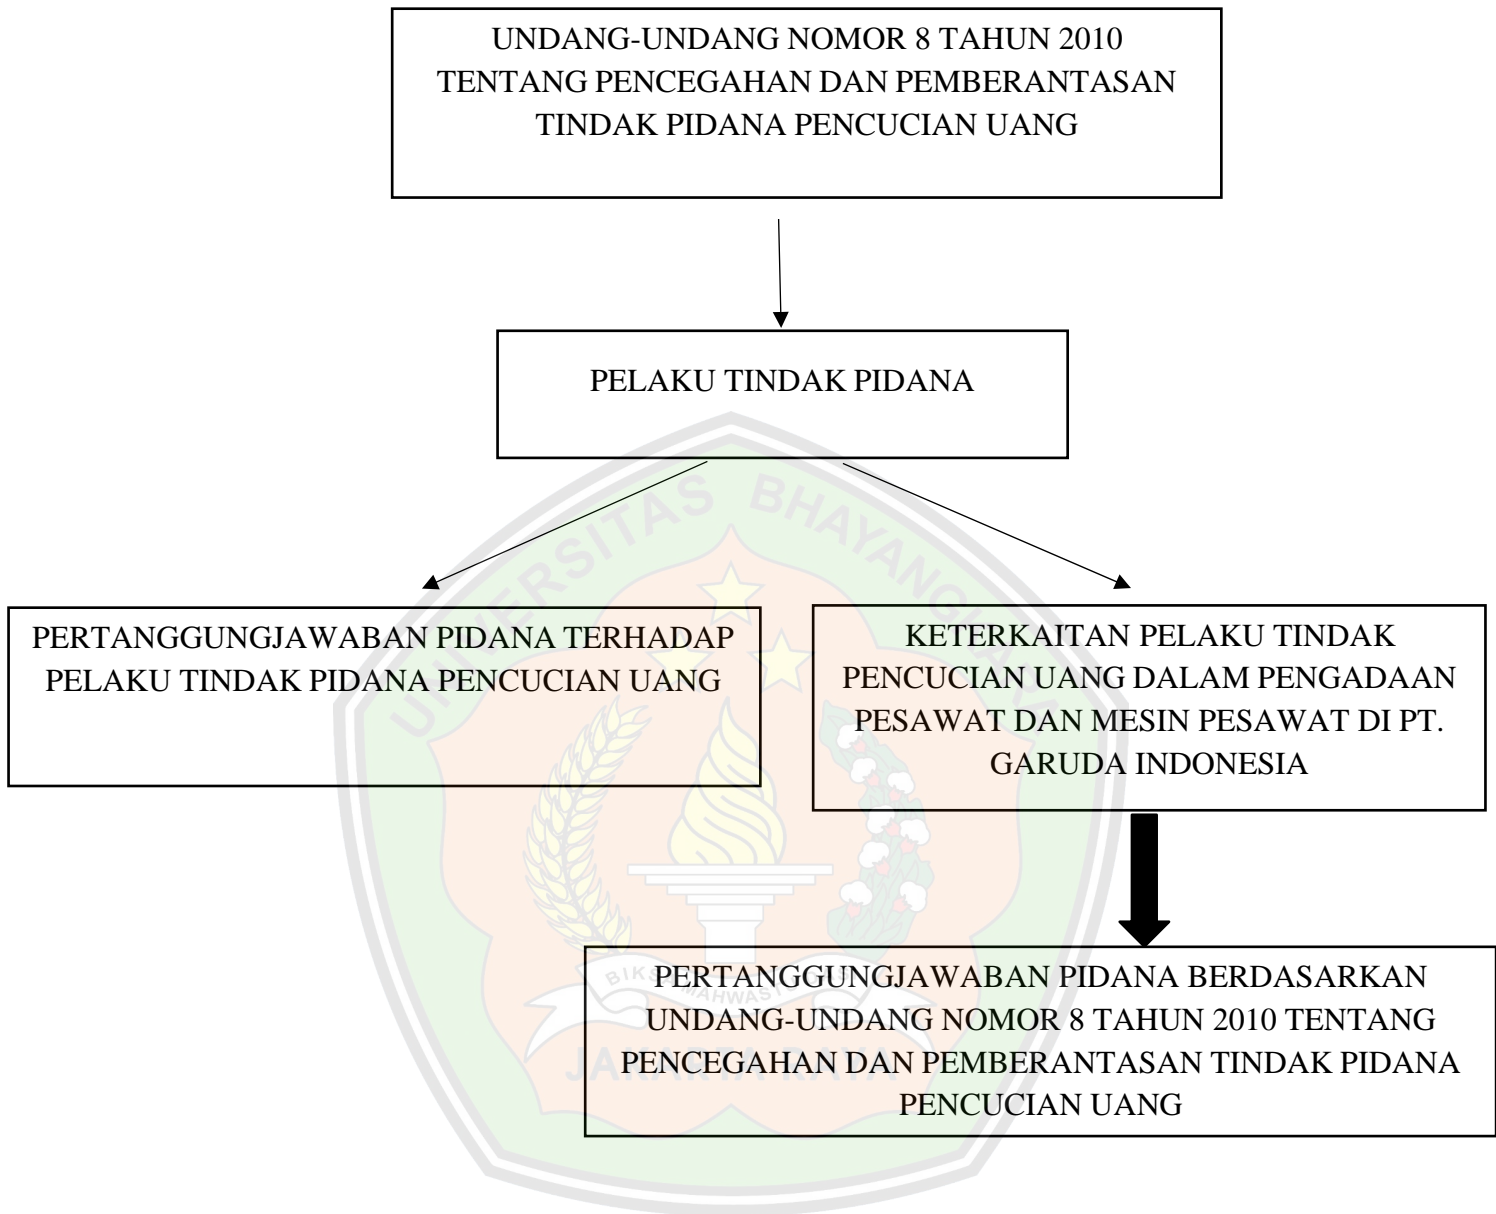 UNDANG-UNDANG NOMOR 8 TAHUN 2010
TENTANG PENCEGAHAN DAN PEMBERANTASAN
TINDAK PIDANA PENCUCIAN UANG
PELAKU TINDAK PIDANA
UNIVERSITAS BHAYANGKARA
PERTANGGUNGJAWABAN PIDANA TERHADAP
PELAKU TINDAK PIDANA PENCUCIAN UANG
KETERKAITAN PELAKU TINDAK
PENCUCIAN UANG DALAM PENGADAAN
PESAWAT DAN MESIN PESAWAT DI PT.
GARUDA INDONESIA
PERTANGGUNGJAWABAN PIDANA BERDASARKAN
UNDANG-UNDANG NOMOR 8 TAHUN 2010 TENTANG
PENCEGAHAN DAN PEMBERANTASAN TINDAK PIDANA
PENCUCIAN UANG
JAKARTA RAYA